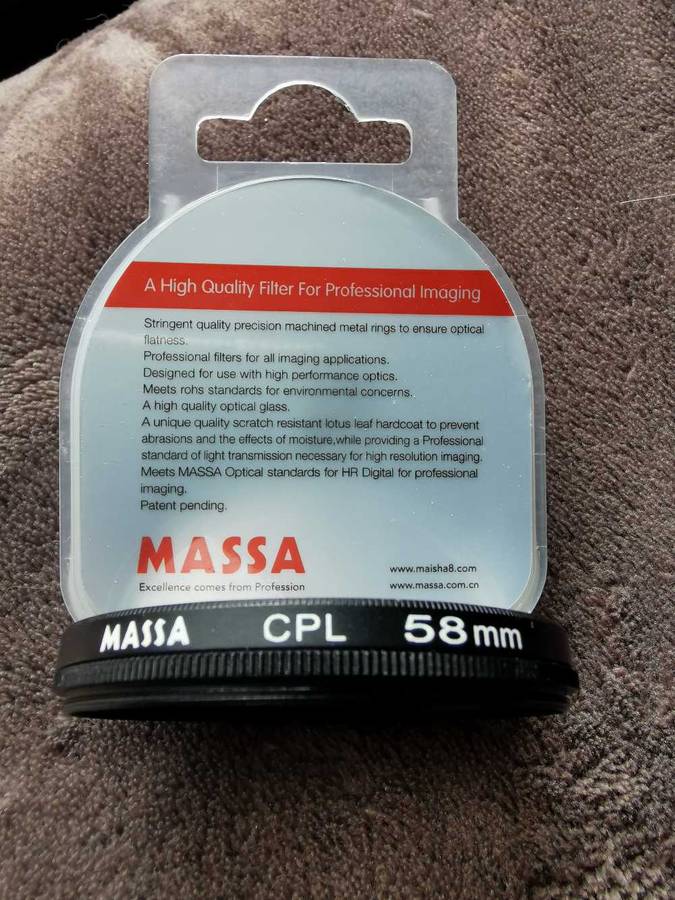 A High Quality Filter For Professional Imaging
Stringent quality precision machined metal rings to ensure optical
flatness.
Professional filters for all imaging applications.
Designed for use with high performance optics.
Meets rohs standards for environmental concerns.
A high quality optical glass.
A unique quality scratch resistant lotus leaf hardcoat to prevent
abrasions and the effects of moisture,while providing a Professional
standard of light transmission necessary for high resolution imaging.
Meets MASSA Optical standards for HR Digital for professional
imaging.
Patent pending.
MASSA
Excellence comes from Profession
www.maisha8.com
www.massa.com.cn
MASSA CPL 58mm